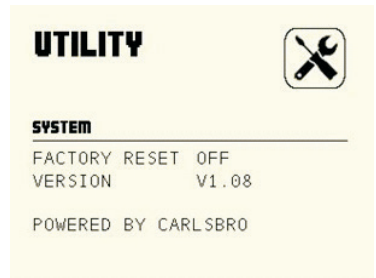 UTILITY
SYSTEM
FACTORY RESET OFF
VERSION V1.08
POWERED BY CARLSBRO